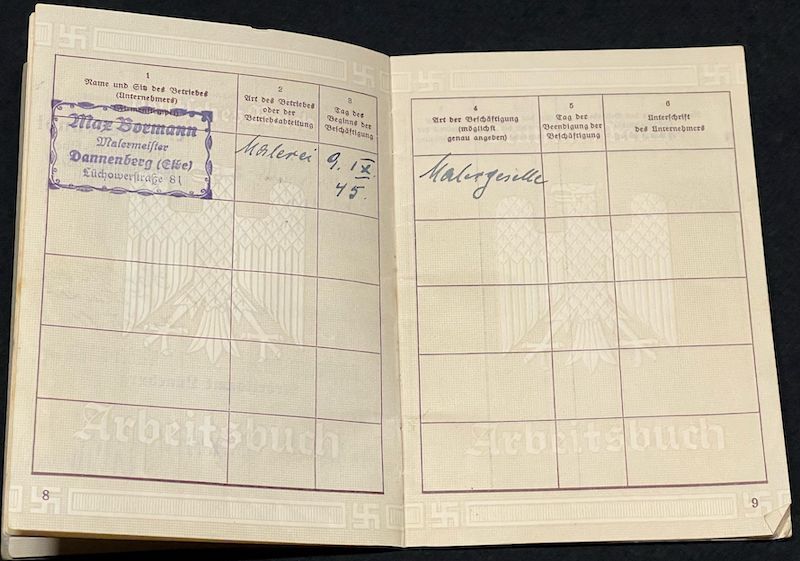 1
Name und Sitz des Betriebes
(Unternehmers)
Max Bormann
Malermeister
Dannenberg (Elbe)
Lüchowerstraße 81
2
Art des Betriebes
oder der
Betriebsabteilung
Malerei
3
Tag des
Beginns der
Beschäftigung
9. IX.
45.
Arbeitsbuch
8
4
Art der Beschäftigung
(möglichst
genau angeben)
Malergeselle
5
Tag der
Beendigung der
Beschäftigung
6
Unterschrift
des Unternehmers
Arbeitsbuch
9